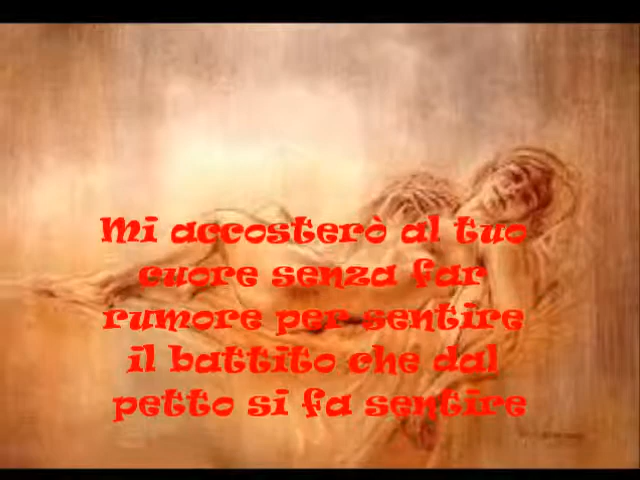 Mi accosterò al tuo
cuore senza far
rumore per sentire
il battito che dal
petto si fa sentire